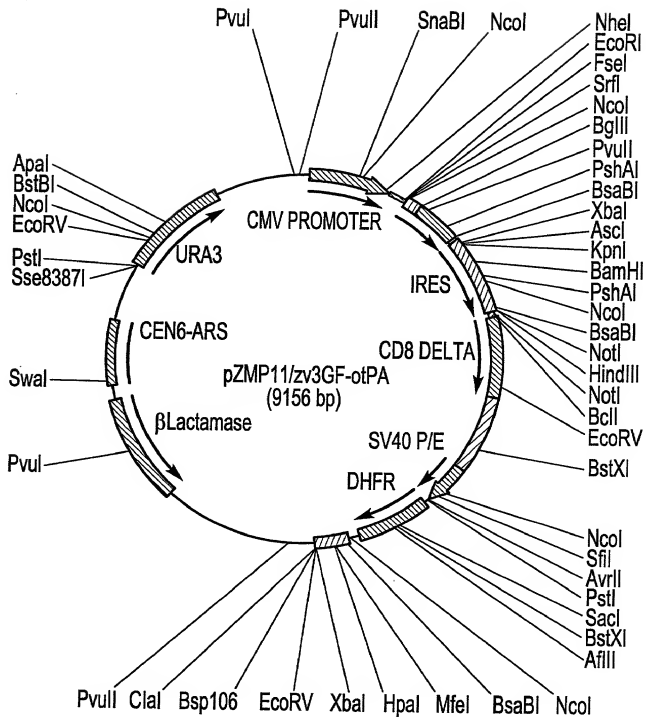 PvuI
PvuII
SnaBI
NcoI
NheI
EcoRI
FseI
SrfI
NcoI
BglII
PvuII
PshAI
BsaBI
XbaI
AscI
KpnI
BamHI
PshAI
NcoI
BsaBI
NotI
HindIII
NotI
BclI
EcoRV
BstXI
ApaI
BstBI
NcoI
EcoRV
PstI
Sse8387I
SwaI
PvuI
CMV PROMOTER
URA3
IRES
CEN6-ARS
CD8 DELTA
pZMP11/zv3GF-otPA
(9156 bp)
βLactamase
SV40 P/E
DHFR
NcoI
SfiI
AvrII
PstI
SacI
BstXI
AflII
PvuII
ClaI
Bsp106
EcoRV
XbaI
HpaI
MfeI
BsaBI
NcoI